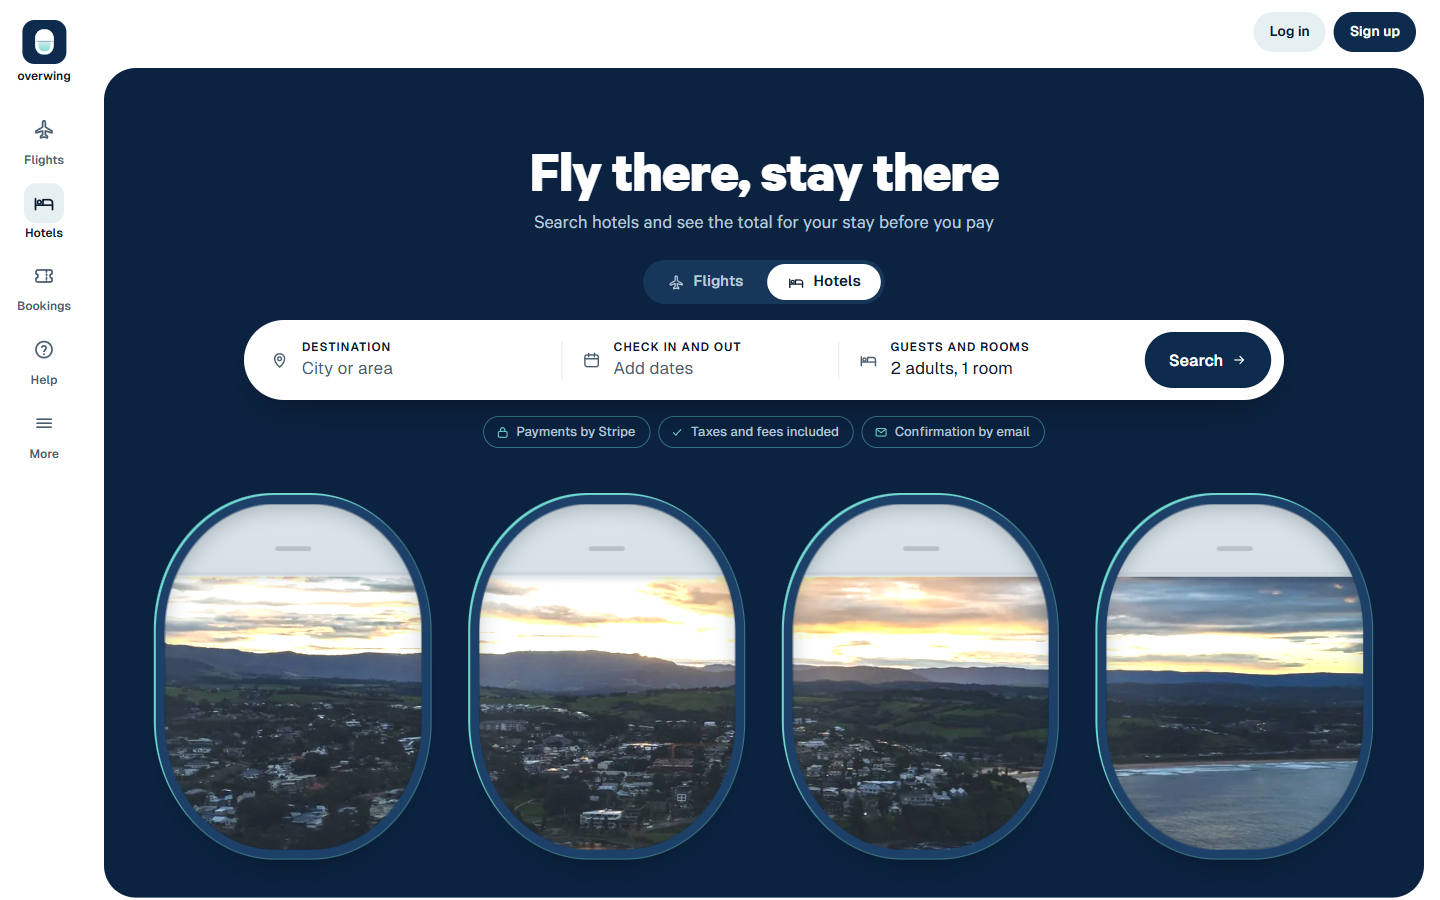 overwing
Flights
Hotels
Bookings
Help
More
Log in
Sign up
Fly there, stay there
Search hotels and see the total for your stay before you pay
Flights
Hotels
DESTINATION
City or area
CHECK IN AND OUT
Add dates
GUESTS AND ROOMS
2 adults, 1 room
Search
Payments by Stripe
Taxes and fees included
Confirmation by email